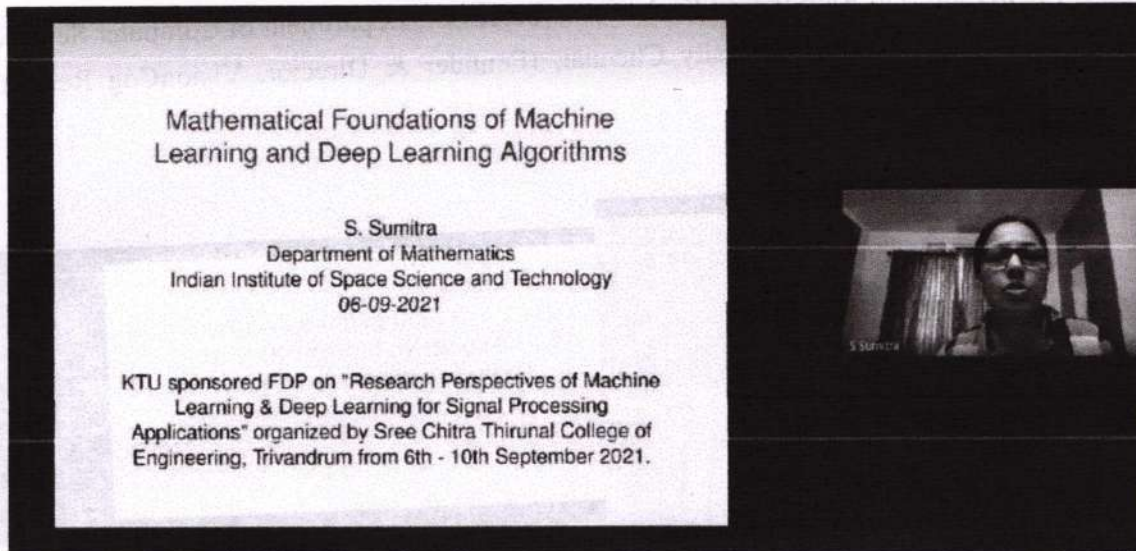 Mathematical Foundations of Machine
Learning and Deep Learning Algorithms
S. Sumitra
Department of Mathematics
Indian Institute of Space Science and Technology
06-09-2021
KTU sponsored FDP on "Research Perspectives of Machine
Learning & Deep Learning for Signal Processing
Applications" organized by Sree Chitra Thirunal College of
Engineering, Trivandrum from 6th - 10th September 2021.
S Sumitra